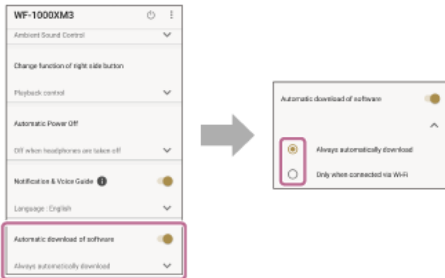 WF-1000XM3
Ambient Sound Control
Change function of right side button
Playback control
Automatic Power Off
Off when headphones are taken off
Notification & Voice Guide
Language : English
Automatic download of software
Always automatically download
Automatic download of software
Always automatically download
Only when connected via Wi-Fi